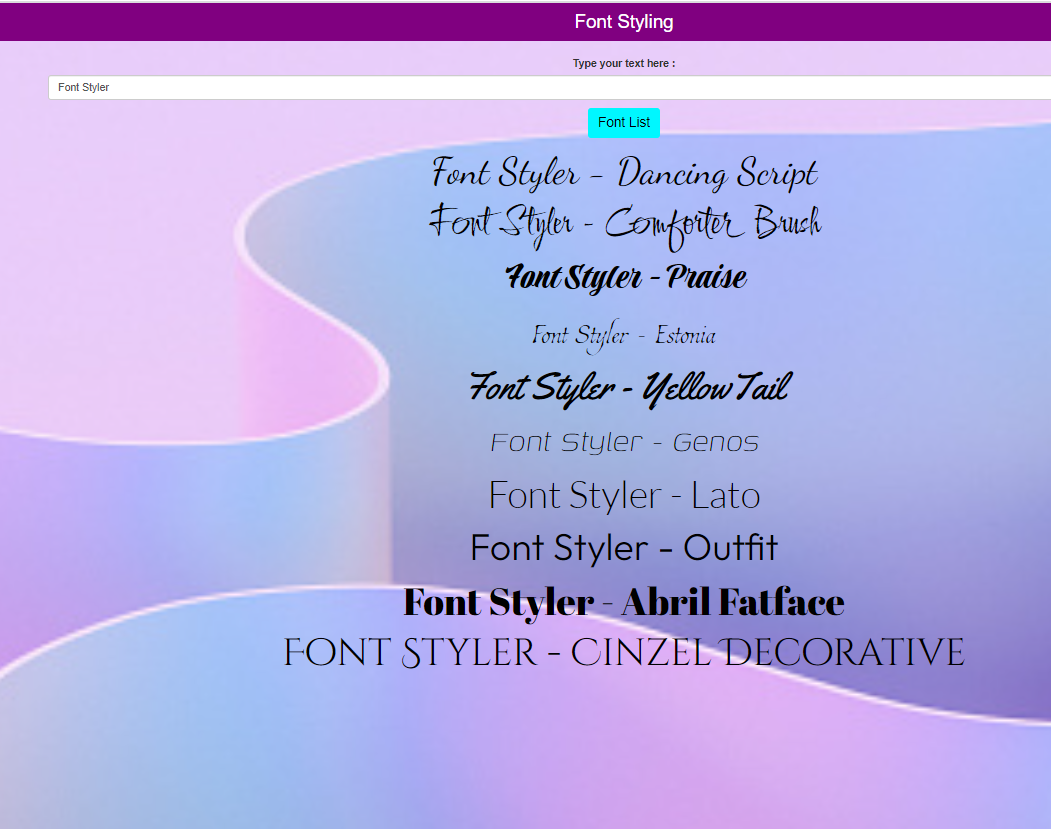 Font Styling
Type your text here :
Font Styler
Font List
Font Styler - Dancing Script
Font Styler - Comforter Brush
Font Styler - Praise
Font Styler - Estonia
Font Styler - YellowTail
Font Styler - Genos
Font Styler - Lato
Font Styler - Outfit
Font Styler - Abril Fatface
Font Styler - Cinzel Decorative